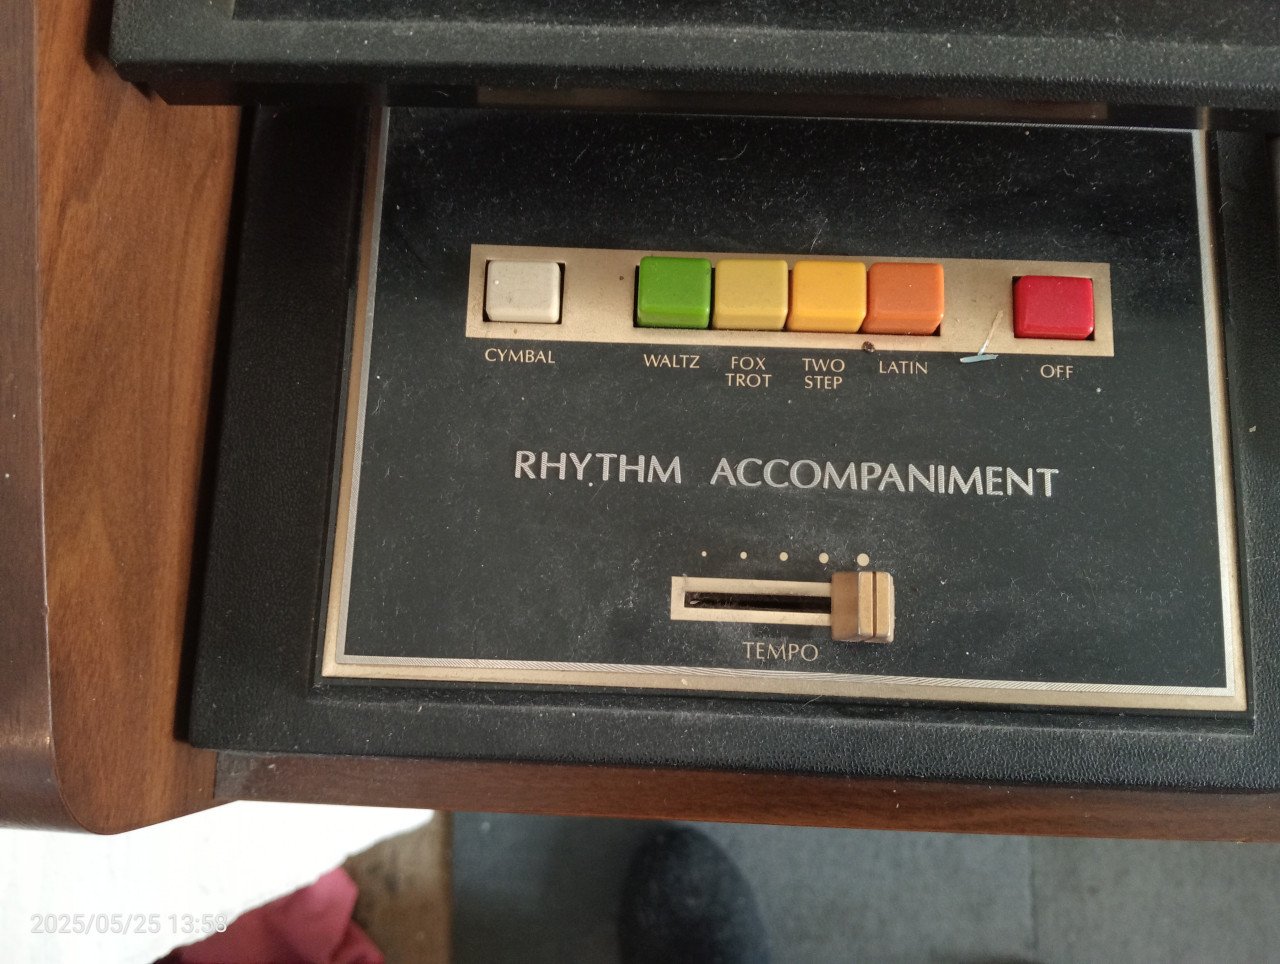 CYMBAL
WALTZ
FOX
TROT
TWO
STEP
LATIN
OFF
RHYTHM ACCOMPANIMENT
TEMPO
2025/05/25 13:58